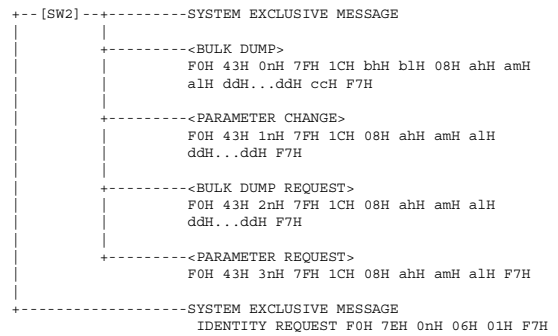 +--[SW2]--+---------SYSTEM EXCLUSIVE MESSAGE
|         |
|         +---------<BULK DUMP>
|         |         F0H 43H 0nH 7FH 1CH bhH blH 08H ahH amH
|         |         alH ddH...ddH ccH F7H
|         |
|         +---------<PARAMETER CHANGE>
|         |         F0H 43H 1nH 7FH 1CH 08H ahH amH alH
|         |         ddH...ddH F7H
|         |
|         +---------<BULK DUMP REQUEST>
|         |         F0H 43H 2nH 7FH 1CH 08H ahH amH alH
|         |         ddH...ddH F7H
|         |
|         +---------<PARAMETER REQUEST>
|                   F0H 43H 3nH 7FH 1CH 08H ahH amH alH F7H
|
+-------------------SYSTEM EXCLUSIVE MESSAGE
                     IDENTITY REQUEST F0H 7EH 0nH 06H 01H F7H